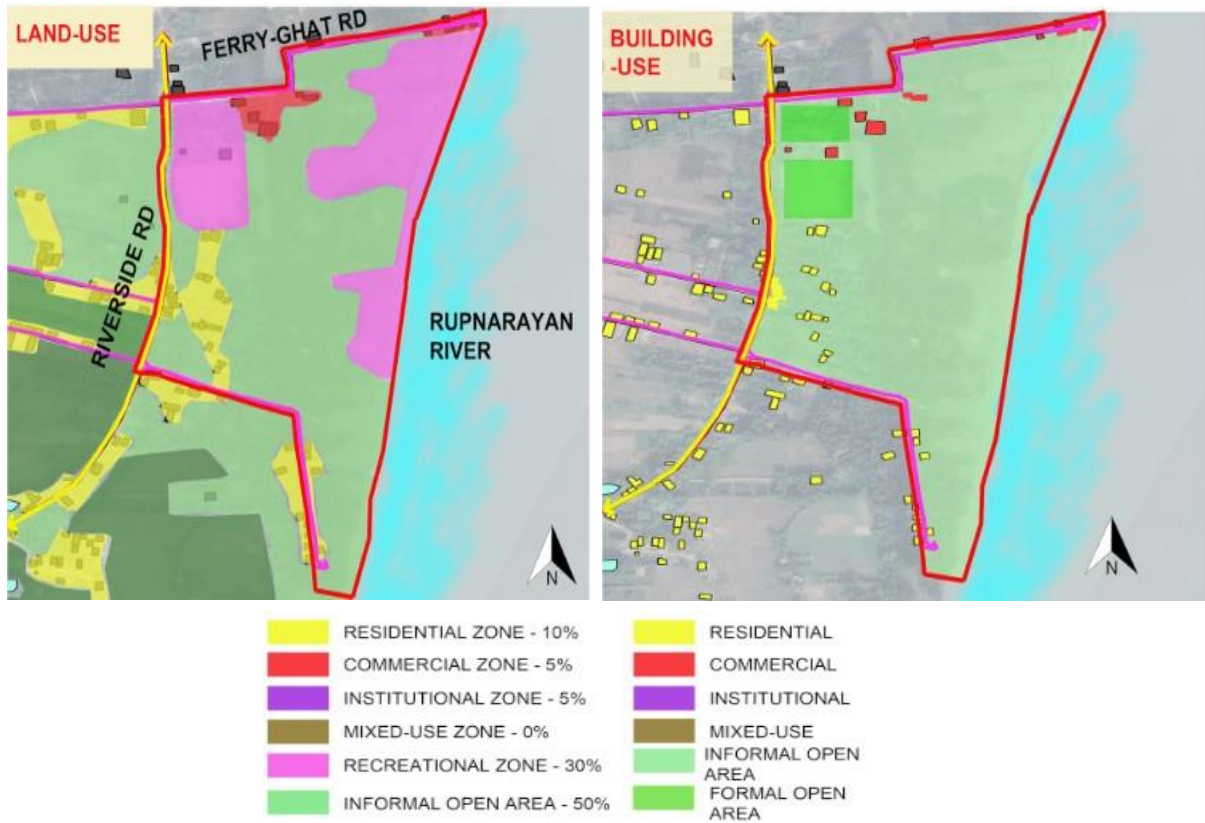 LAND-USE
FERRY-GHAT RD
RIVERSIDE RD
RUPNARAYAN
RIVER
N
BUILDING
-USE
N
RESIDENTIAL ZONE - 10%
COMMERCIAL ZONE - 5%
INSTITUTIONAL ZONE - 5%
MIXED-USE ZONE - 0%
RECREATIONAL ZONE - 30%
INFORMAL OPEN AREA - 50%
RESIDENTIAL
COMMERCIAL
INSTITUTIONAL
MIXED-USE
INFORMAL OPEN
AREA
FORMAL OPEN
AREA